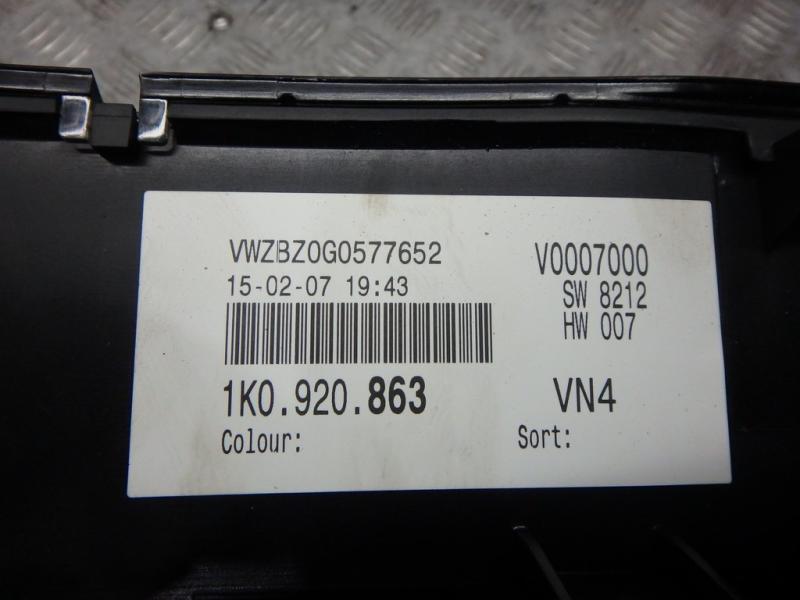 VWZBZ0G0577652
V0007000
15-02-07 19:43
SW 8212
HW 007
1K0.920.863
VN4
Colour:
Sort: